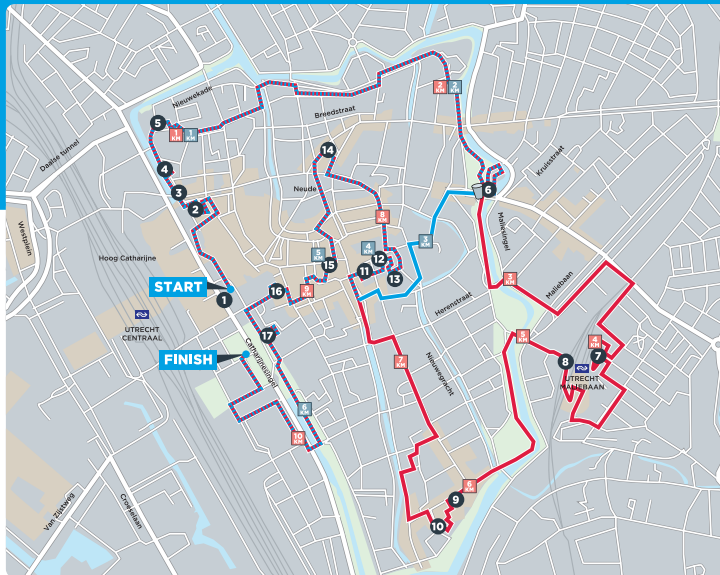 Nieuwekade
Breedstraat
2
KM
2
KM
5
1
KM
1
KM
Daalse tunnel
14
Kruisstraat
4
3
Neude
6
2
8
KM
Maliesingel
Westplein
3
KM
Hoog Catharijne
5
KM
4
KM
15
12
11
13
3
KM
Maliebaan
START
1
16
9
KM
Herenstraat
UTRECHT
CENTRAAL
17
5
KM
4
KM
7
8
FINISH
Catharijnesingel
7
KM
Nieuwegracht
UTRECHT
MALIEBAAN
6
KM
10
KM
6
KM
9
10
Van Zijstweg
Croeselaan